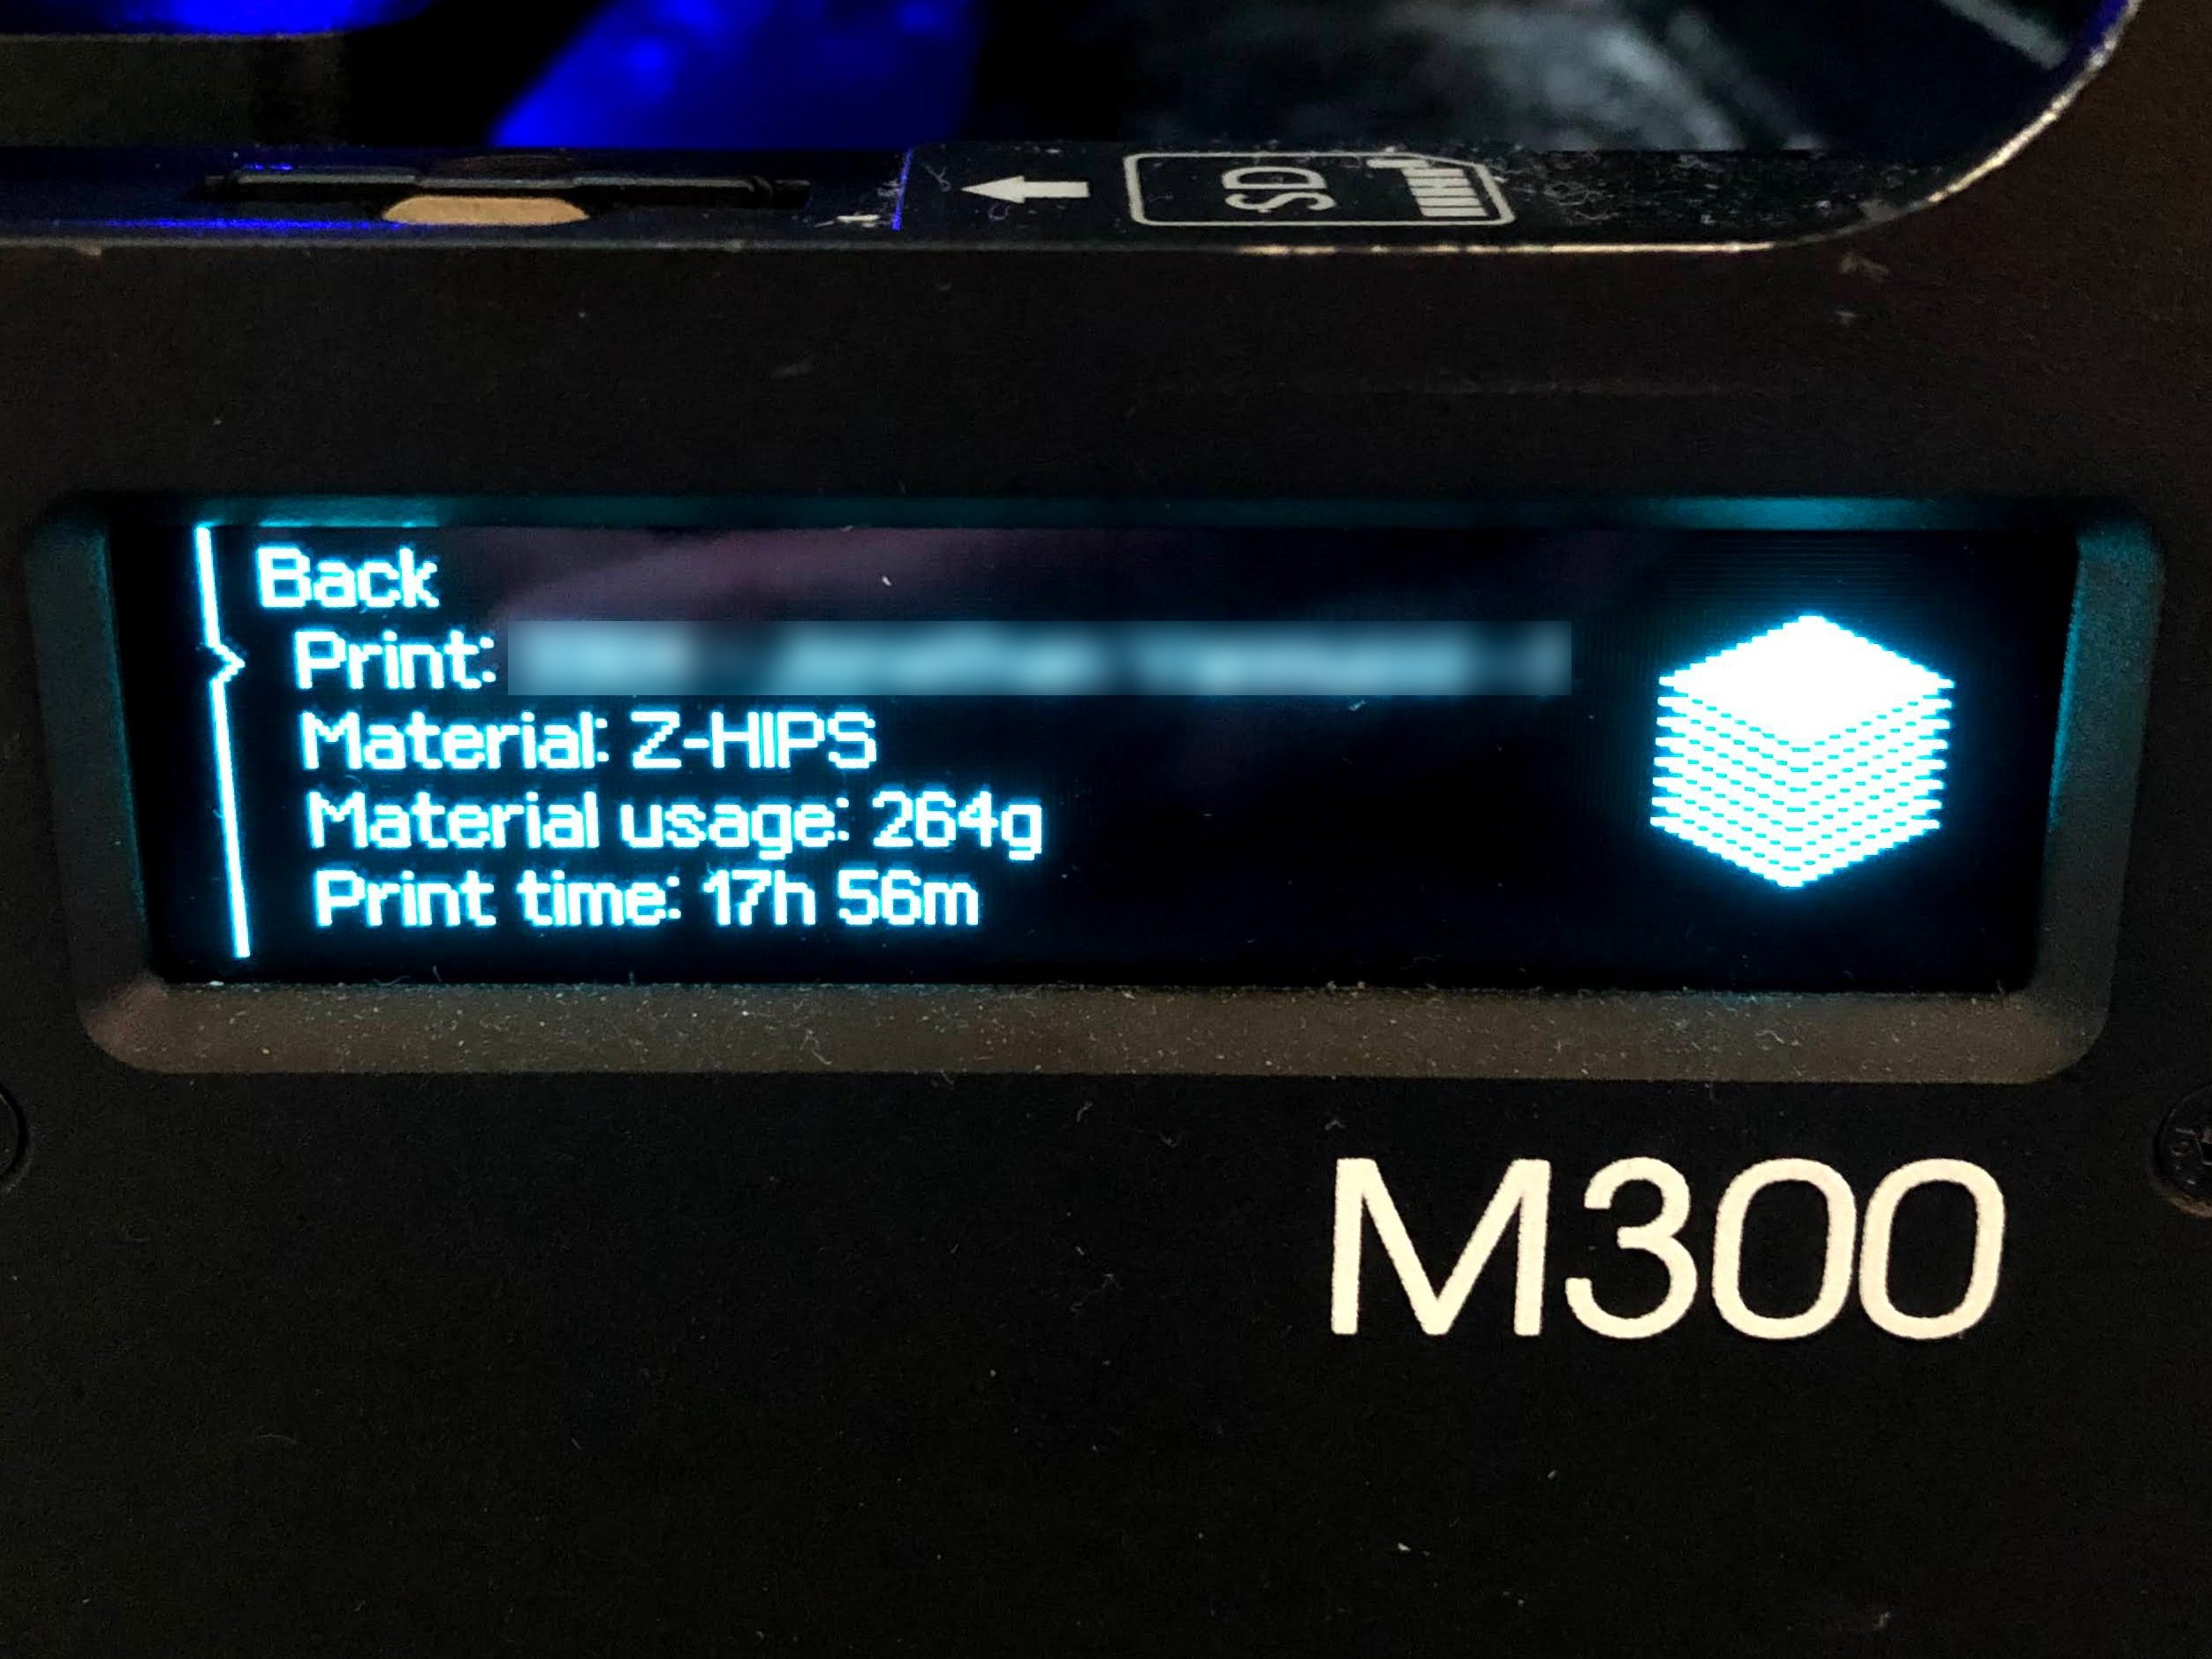 SD
Back
Print:
Material: Z-HIPS
Material usage: 264g
Print time: 17h 56m
M300